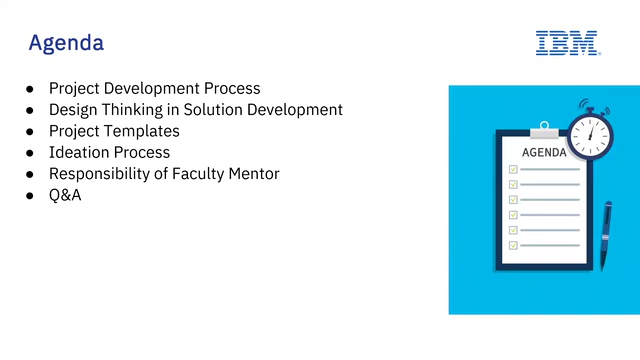 Agenda
IBM
● Project Development Process
● Design Thinking in Solution Development
● Project Templates
● Ideation Process
● Responsibility of Faculty Mentor
● Q&A
AGENDA